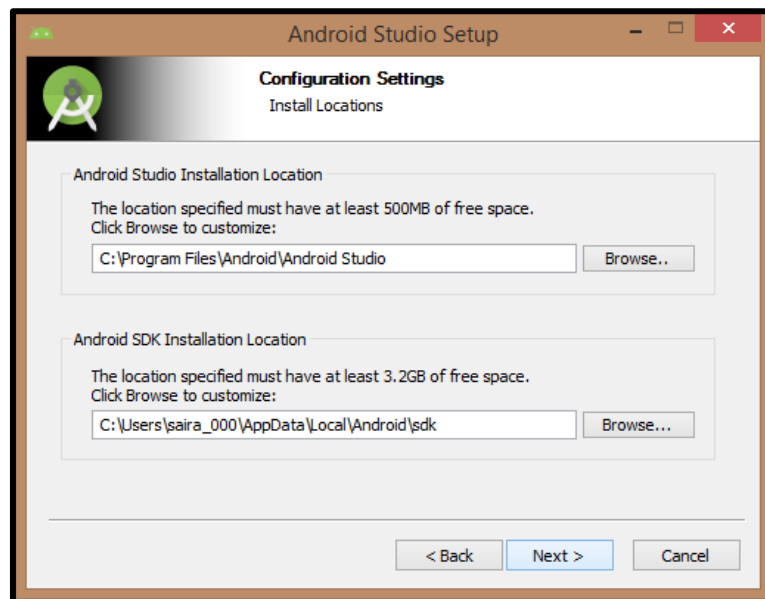 Android Studio Setup
Configuration Settings
Install Locations
Android Studio Installation Location
The location specified must have at least 500MB of free space.
Click Browse to customize:
C:\Program Files\Android\Android Studio
Browse..
Android SDK Installation Location
The location specified must have at least 3.2GB of free space.
Click Browse to customize:
C:\Users\saira_000\AppData\Local\Android\sdk
Browse...
< Back
Next >
Cancel